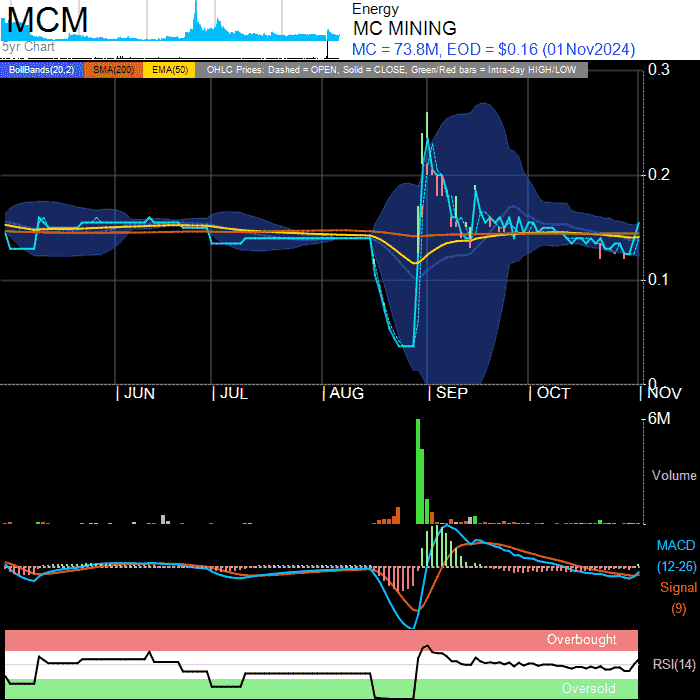 MCM
5yr Chart
Energy
MC MINING
MC = 73.8M, EOD = $0.16 (01Nov2024)
BollBands(20,2) SMA(200) EMA(50) OHLC Prices: Dashed = OPEN, Solid = CLOSE, Green/Red bars = Intra-day HIGH/LOW
0.3
0.2
0.1
0
JUN JUL AUG SEP OCT NOV
6M
Volume
MACD
(12-26)
Signal
(9)
Overbought
RSI(14)
Oversold